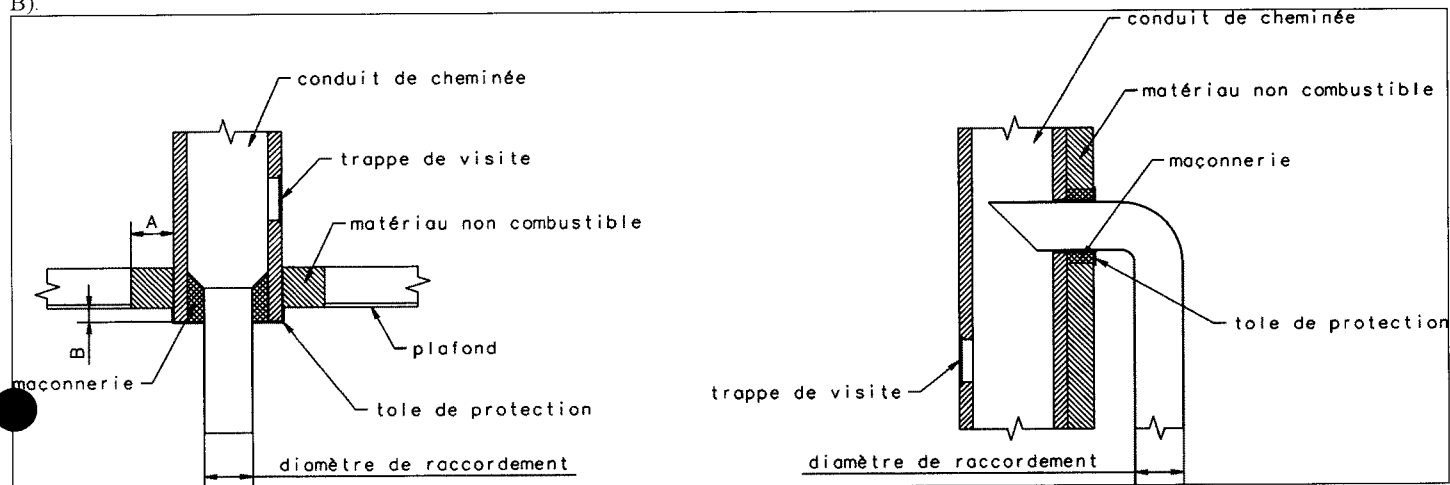 B).
conduit de cheminée
trappe de visite
matériau non combustible
A
B
plafond
maçonnerie
tole de protection
diamètre de raccordement
conduit de cheminée
matériau non combustible
maçonnerie
tole de protection
trappe de visite
diamètre de raccordement